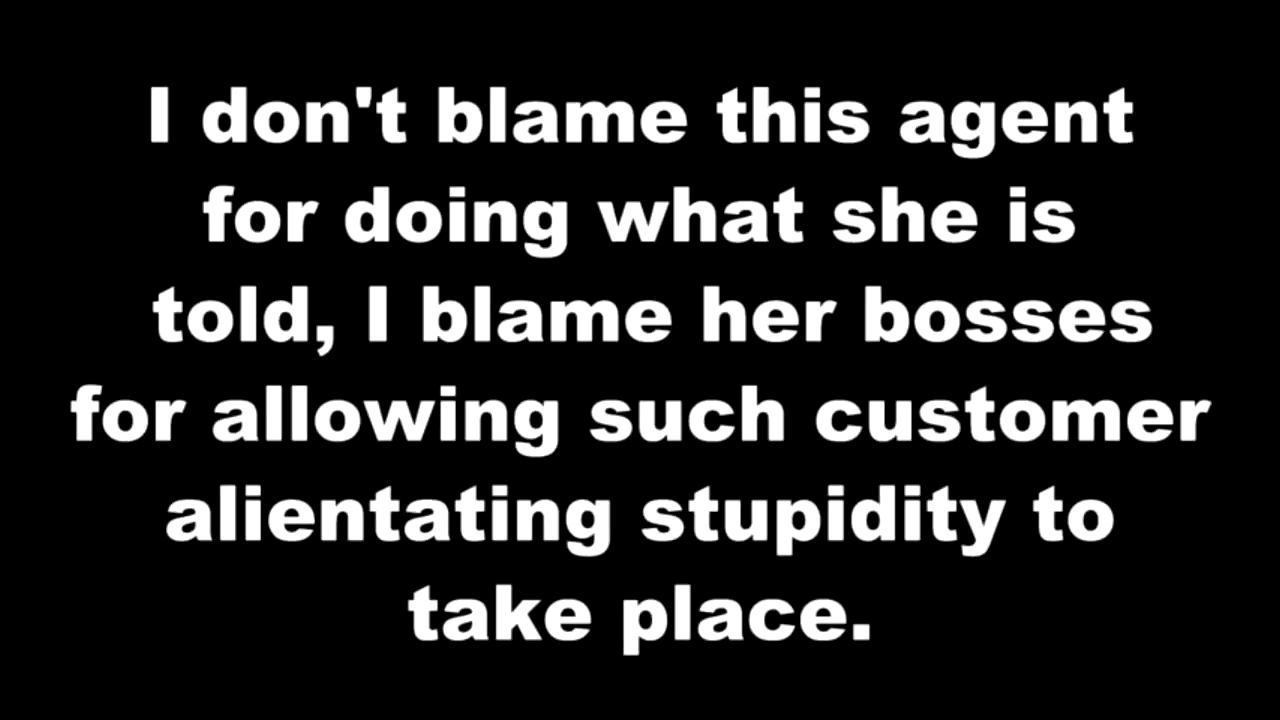 I don't blame this agent
for doing what she is
told, I blame her bosses
for allowing such customer
alientating stupidity to
take place.